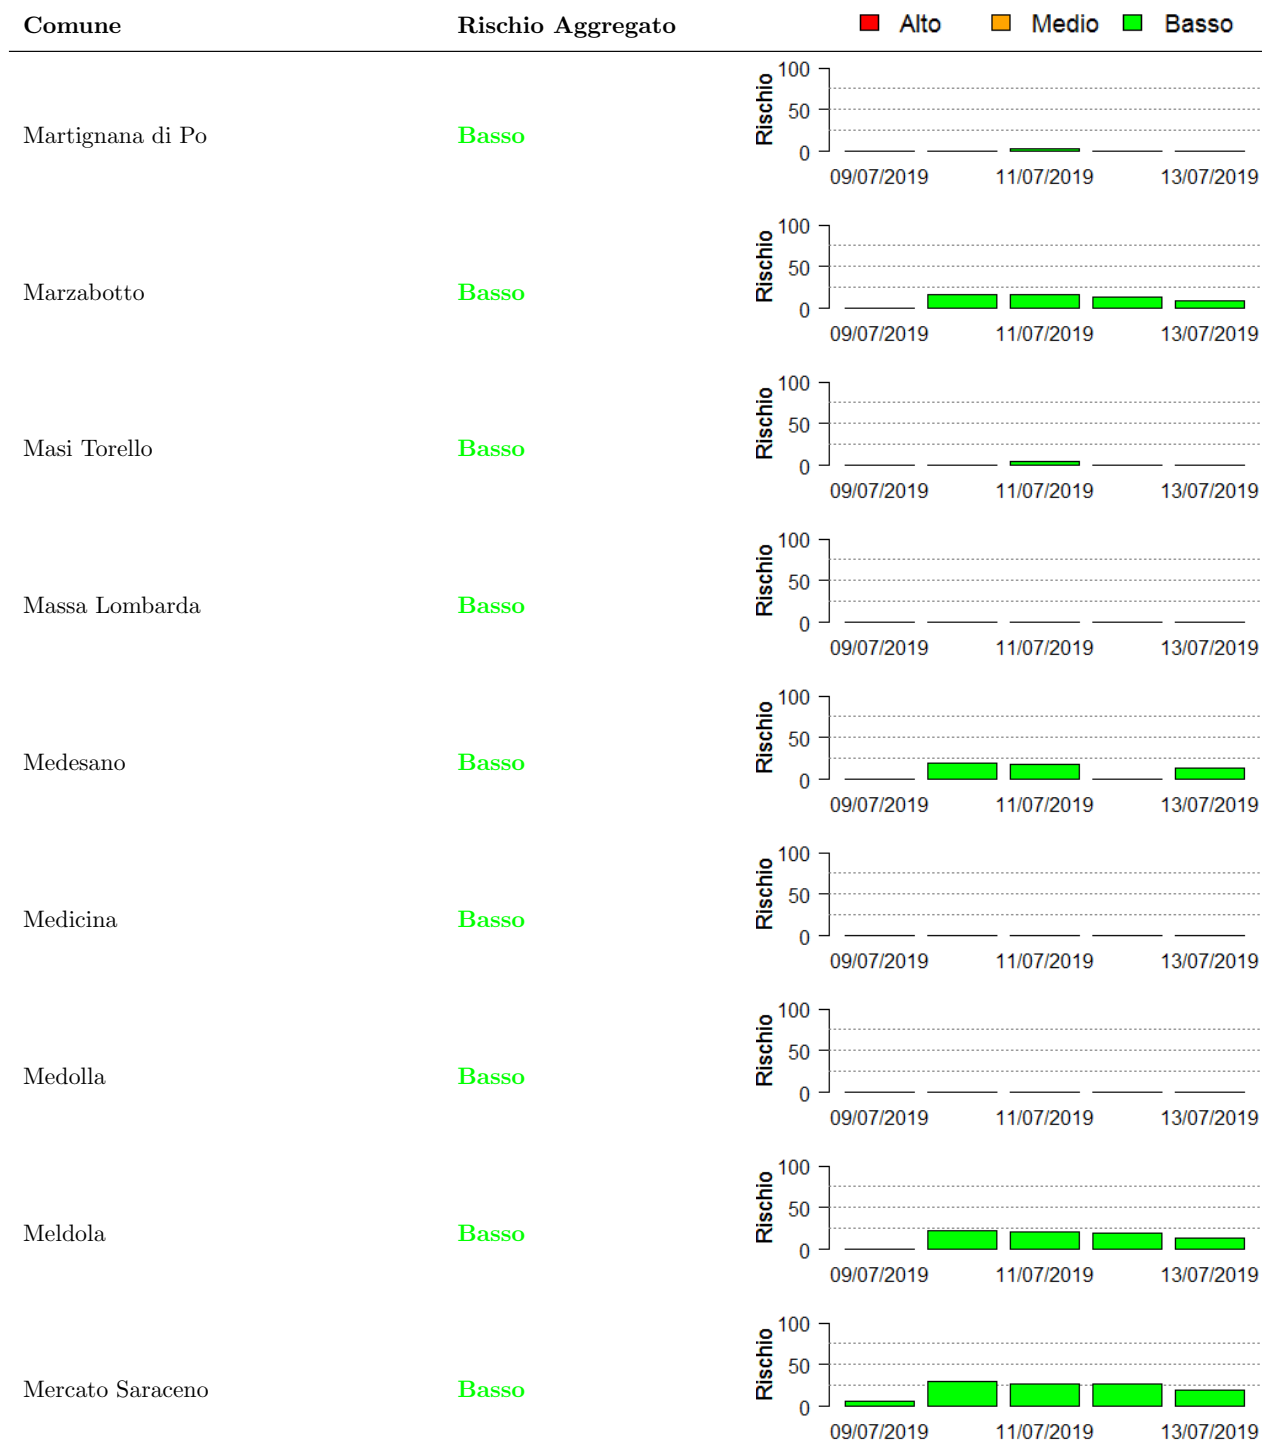 Comune Rischio Aggregato Alto Medio Basso
Martignana di Po Basso
Rischio
100
50
0
09/07/2019 11/07/2019 13/07/2019
Marzabotto Basso
Rischio
100
50
0
09/07/2019 11/07/2019 13/07/2019
Masi Torello Basso
Rischio
100
50
0
09/07/2019 11/07/2019 13/07/2019
Massa Lombarda Basso
Rischio
100
50
0
09/07/2019 11/07/2019 13/07/2019
Medesano Basso
Rischio
100
50
0
09/07/2019 11/07/2019 13/07/2019
Medicina Basso
Rischio
100
50
0
09/07/2019 11/07/2019 13/07/2019
Medolla Basso
Rischio
100
50
0
09/07/2019 11/07/2019 13/07/2019
Meldola Basso
Rischio
100
50
0
09/07/2019 11/07/2019 13/07/2019
Mercato Saraceno Basso
Rischio
100
50
0
09/07/2019 11/07/2019 13/07/2019